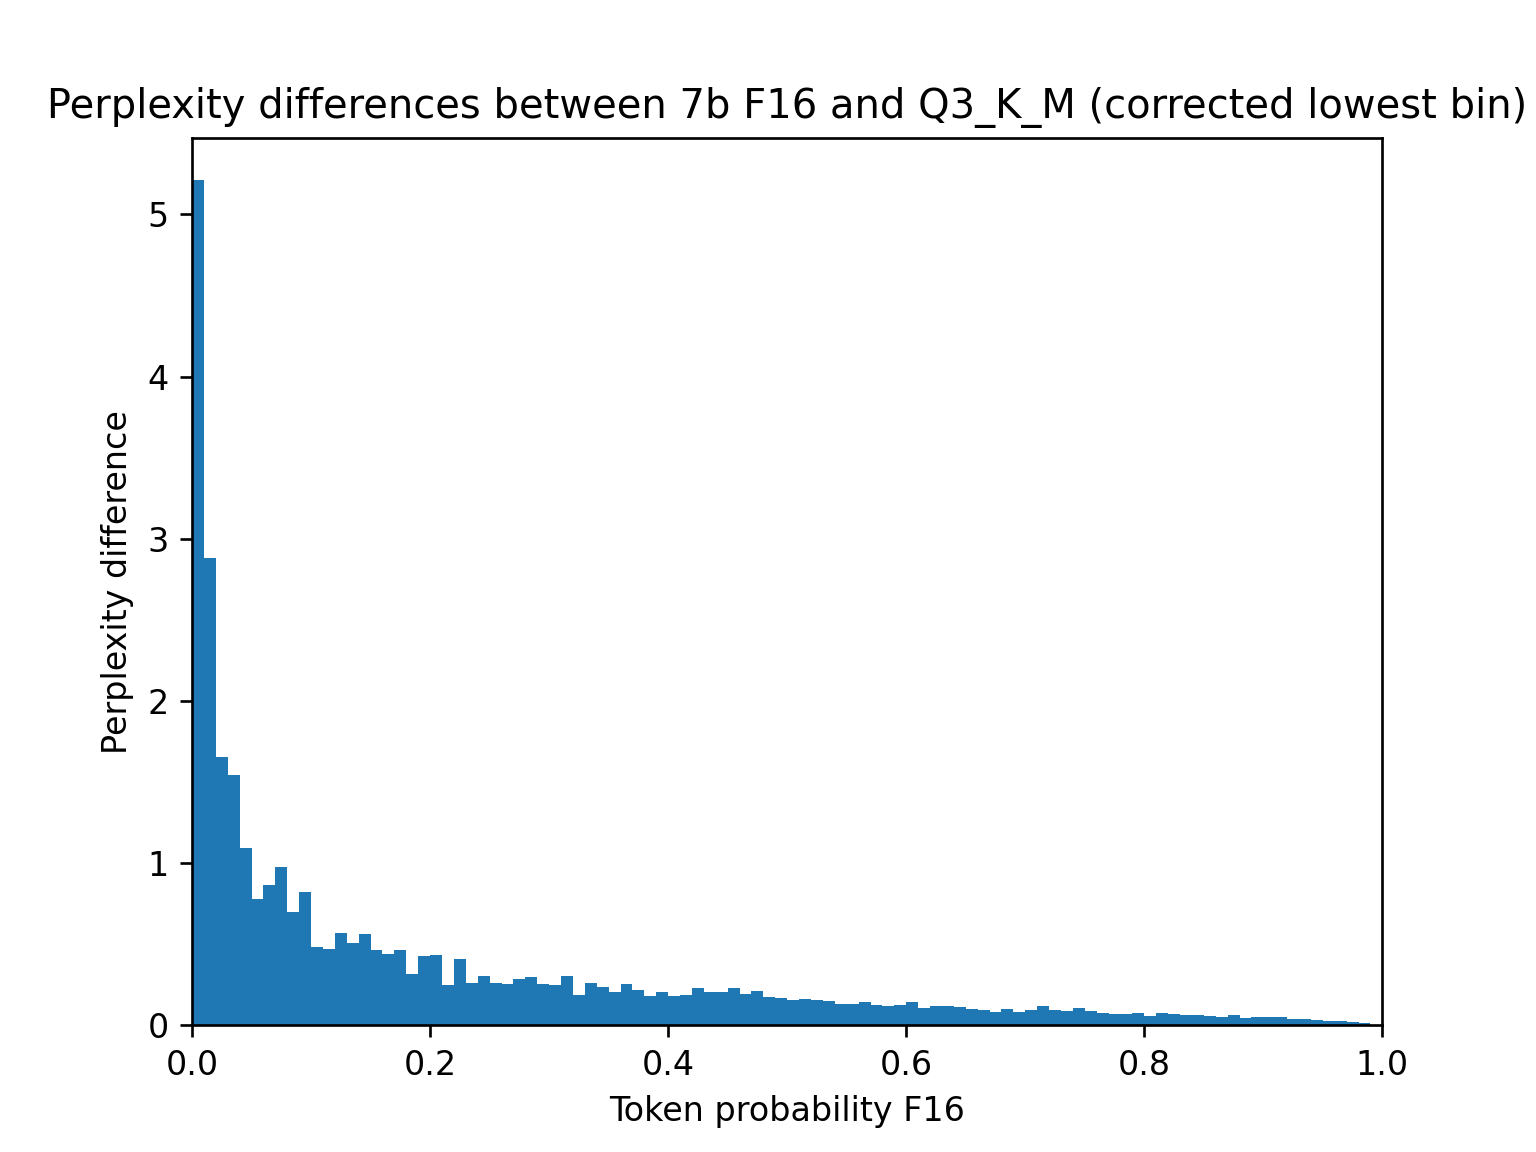 Perplexity differences between 7b F16 and Q3_K_M (corrected lowest bin)
5
4
3
2
1
0
Perplexity difference
0.0 0.2 0.4 0.6 0.8 1.0
Token probability F16